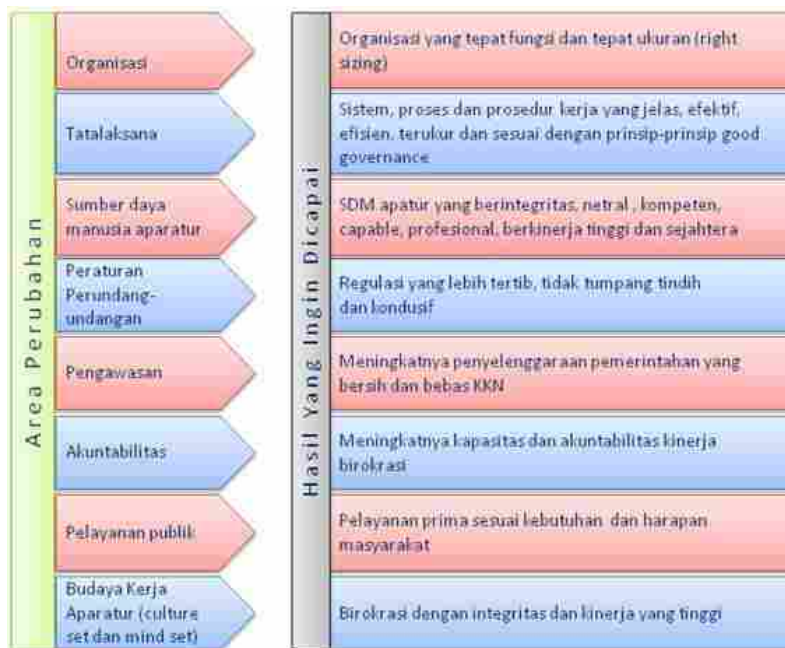 Area Perubahan
Hasil Yang Ingin Dicapai
Organisasi
Organisasi yang tepat fungsi dan tepat ukuran (right
sizing)
Tatalaksana
Sistem, proses dan prosedur kerja yang jelas, efektif,
efisien, terukur dan sesuai dengan prinsip-prinsip good
governance
Sumber daya
manusia aparatur
SDM apatur yang berintegritas, netral , kompeten,
capable, profesional, berkinerja tinggi dan sejahtera
Peraturan
Perundang-
undangan
Regulasi yang lebih tertib, tidak tumpang tindih
dan kondusif
Pengawasan
Meningkatnya penyelenggaraan pemerintahan yang
bersih dan bebas KKN
Akuntabilitas
Meningkatnya kapasitas dan akuntabilitas kinerja
birokrasi
Pelayanan publik
Pelayanan prima sesuai kebutuhan dan harapan
masyarakat
Budaya Kerja
Aparatur (culture
set dan mind set)
Birokrasi dengan integritas dan kinerja yang tinggi